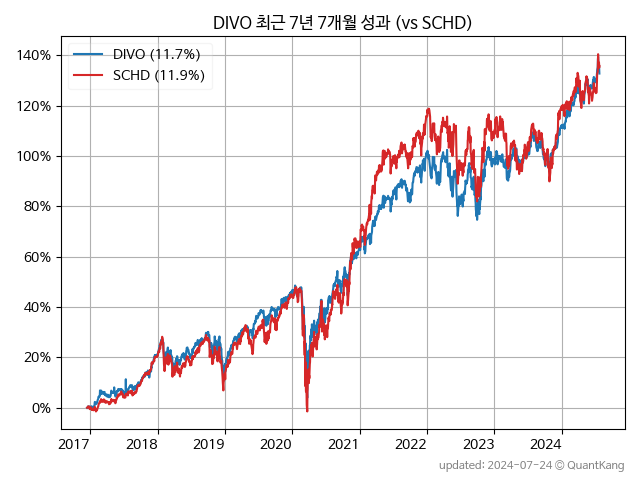 DIVO 최근 7년 7개월 성과 (vs SCHD)
DIVO (11.7%)
SCHD (11.9%)
140%
120%
100%
80%
60%
40%
20%
0%
2017 2018 2019 2020 2021 2022 2023 2024
updated: 2024-07-24 © QuantKang